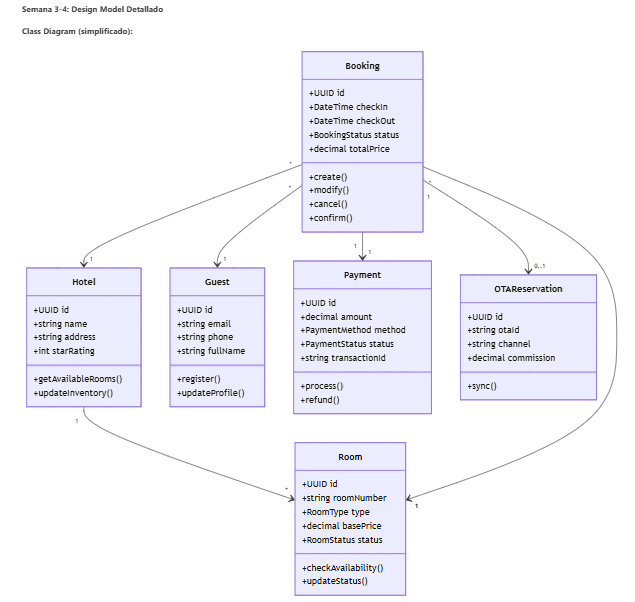 Semana 3-4: Design Model Detallado
Class Diagram (simplificado):
Booking
+UUID id
+DateTime checkIn
+DateTime checkOut
+BookingStatus status
+decimal totalPrice
+create()
+modify()
+cancel()
+confirm()
*
*
*
1
1
1
1
1
0..1
Hotel
+UUID id
+string name
+string address
+int starRating
+getAvailableRooms()
+updateInventory()
Guest
+UUID id
+string email
+string phone
+string fullName
+register()
+updateProfile()
Payment
+UUID id
+decimal amount
+PaymentMethod method
+PaymentStatus status
+string transactionId
+process()
+refund()
OTAReservation
+UUID id
+string otaId
+string channel
+decimal commission
+sync()
1
*
1
Room
+UUID id
+string roomNumber
+RoomType type
+decimal basePrice
+RoomStatus status
+checkAvailability()
+updateStatus()